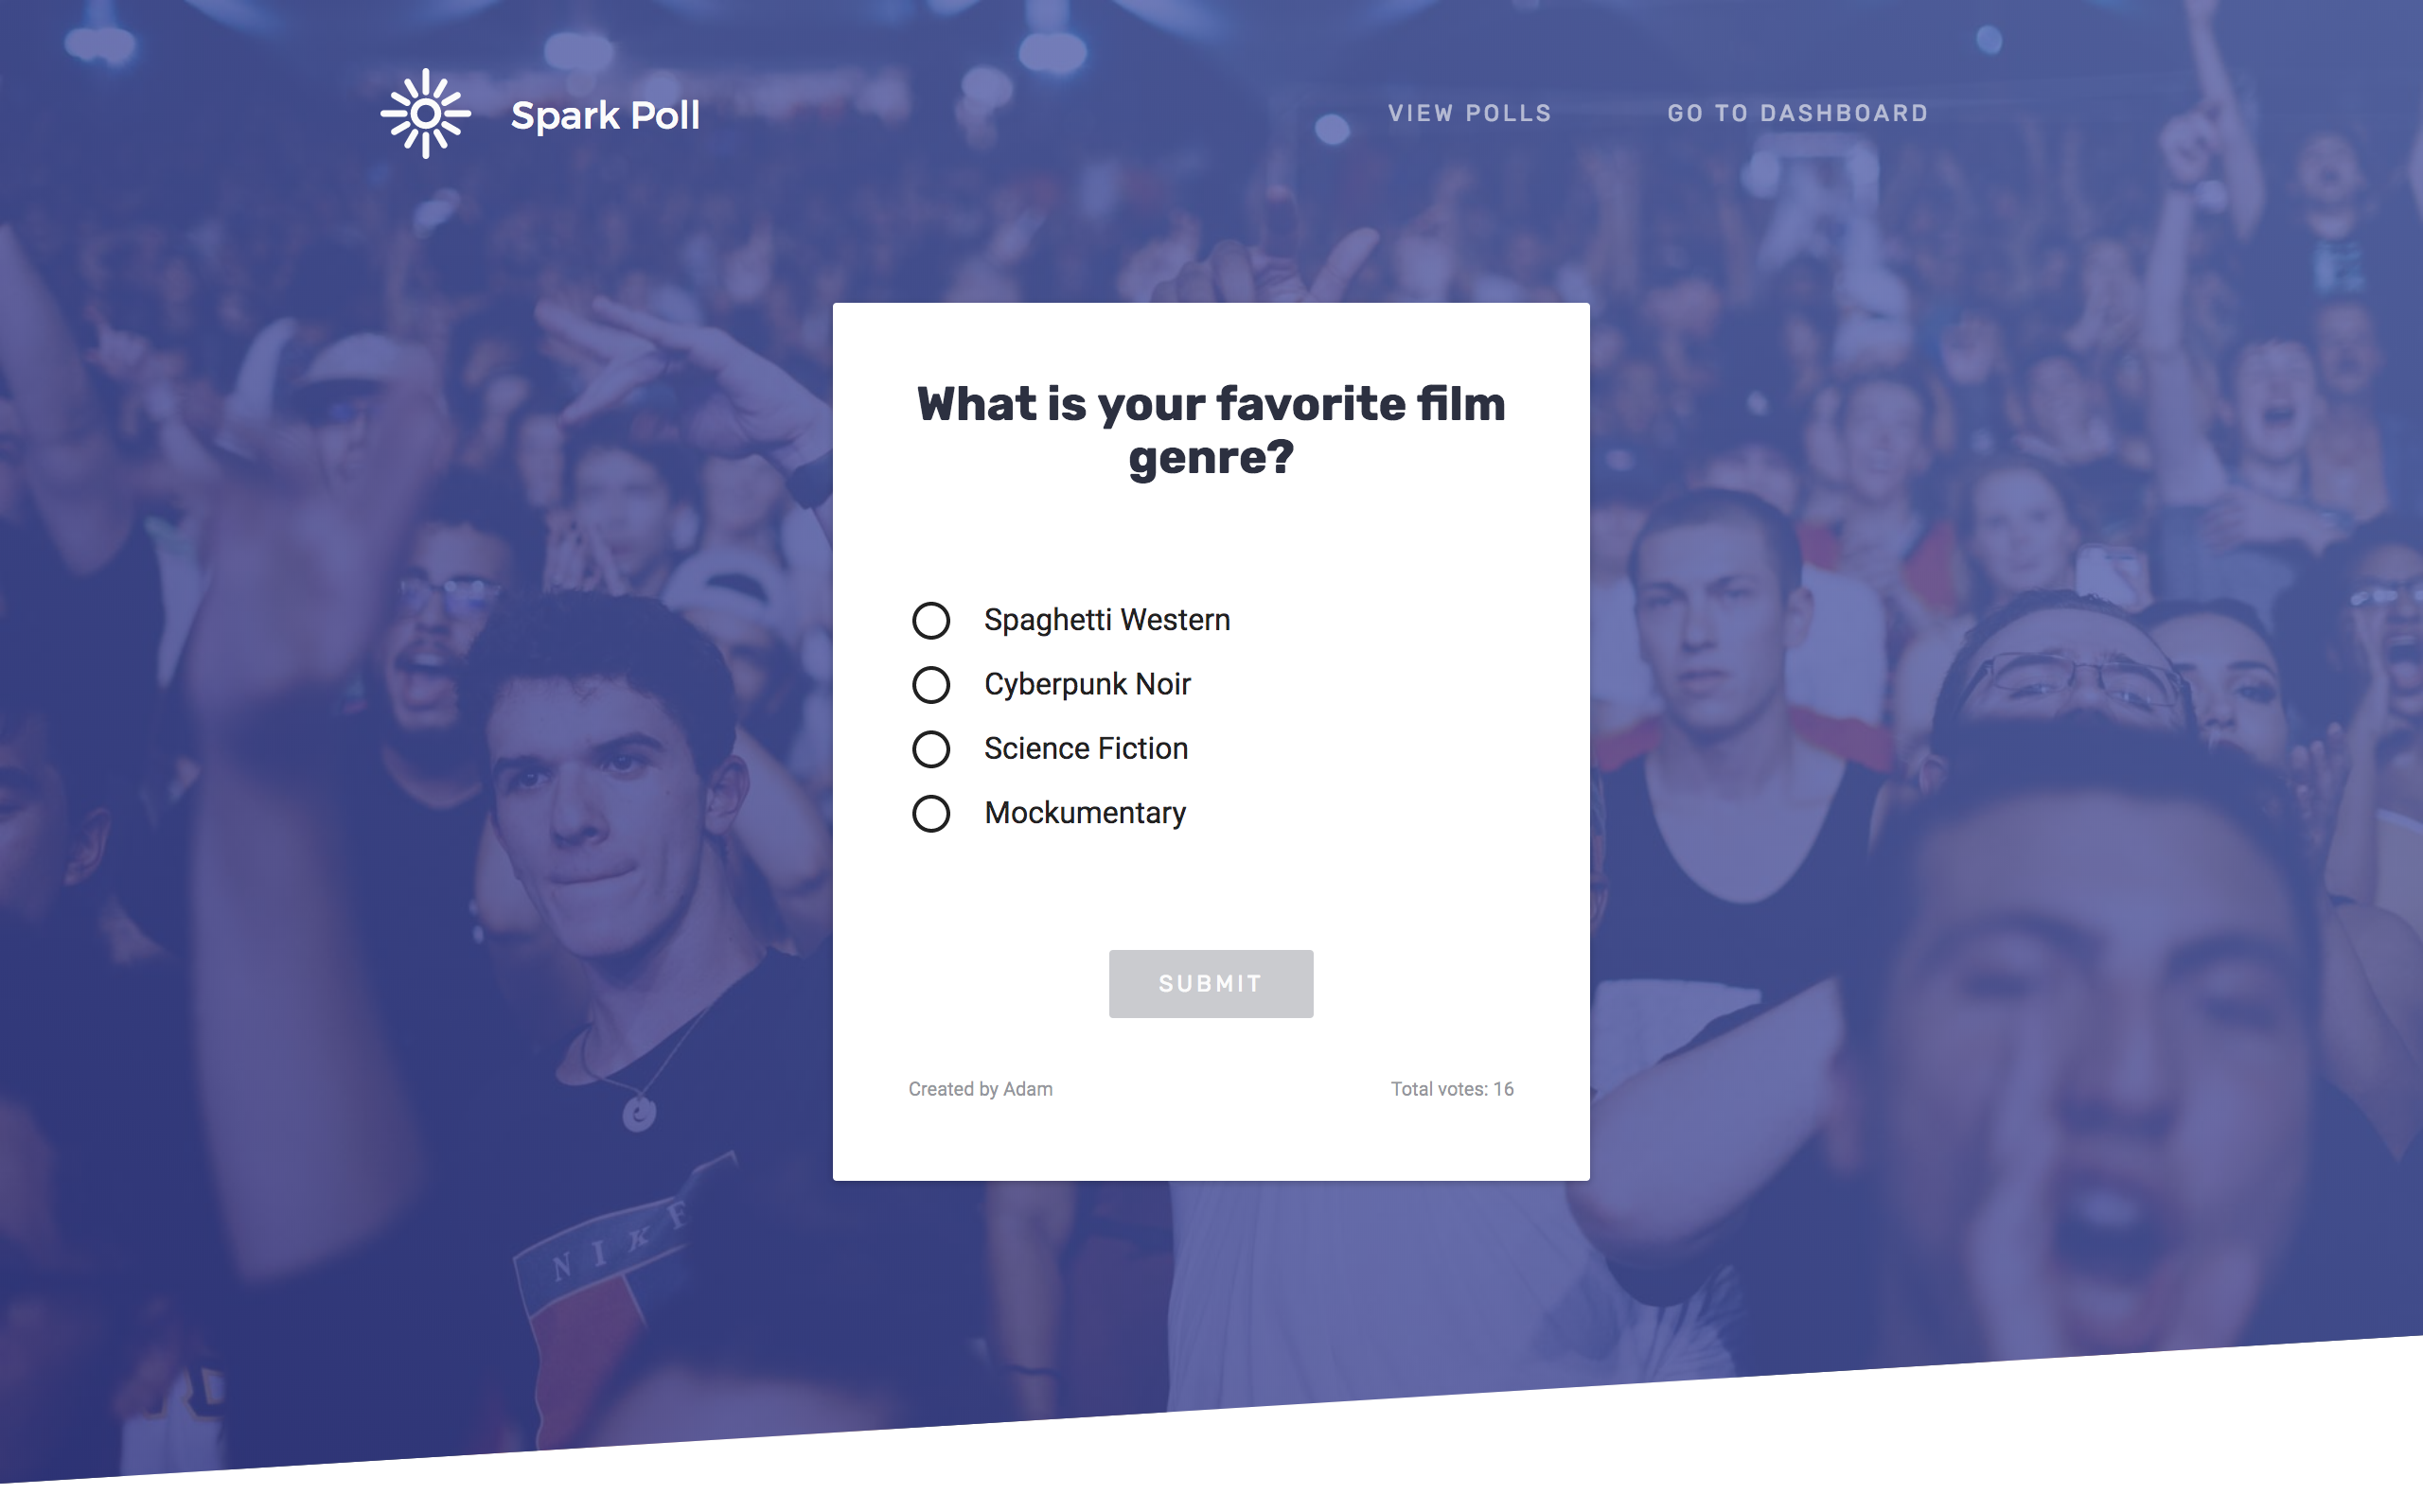 Spark Poll
VIEW POLLS
GO TO DASHBOARD
What is your favorite film
genre?
Spaghetti Western
Cyberpunk Noir
Science Fiction
Mockumentary
SUBMIT
Created by Adam
Total votes: 16
NIKE